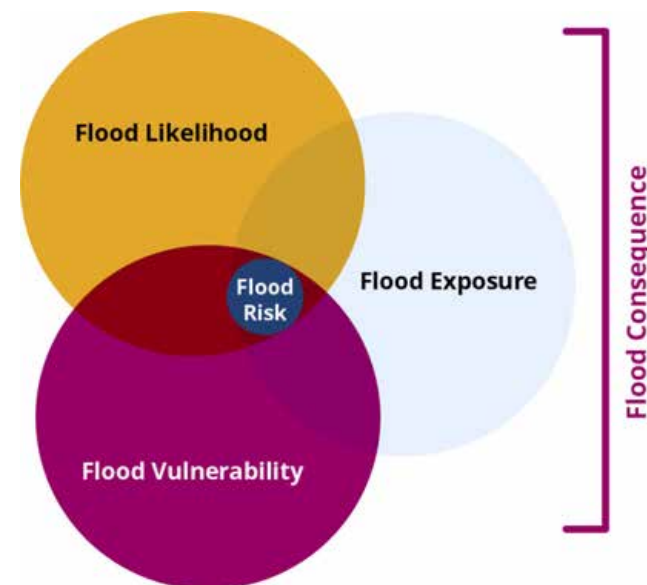 Flood Likelihood
Flood Exposure
Flood
Risk
Flood Vulnerability
Flood Consequence